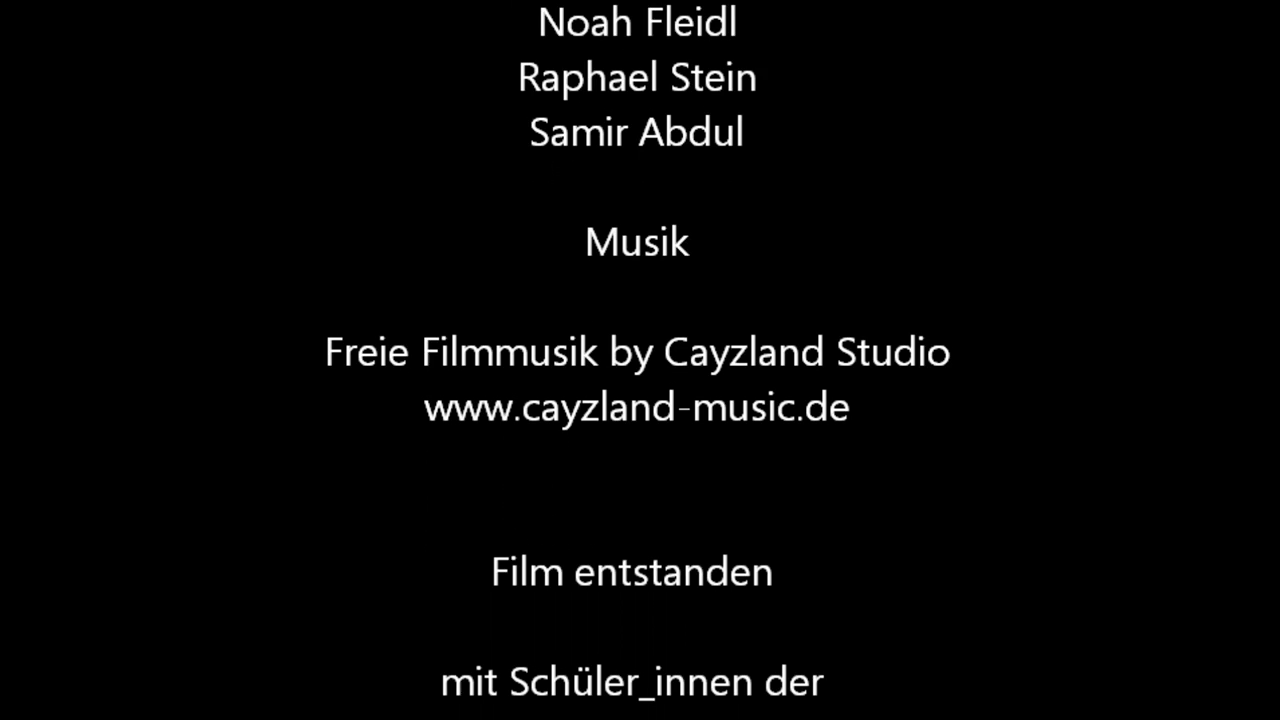 Noah Fleidl
Raphael Stein
Samir Abdul
Musik
Freie Filmmusik by Cayzland Studio
www.cayzland-music.de
Film entstanden
mit Schüler_innen der